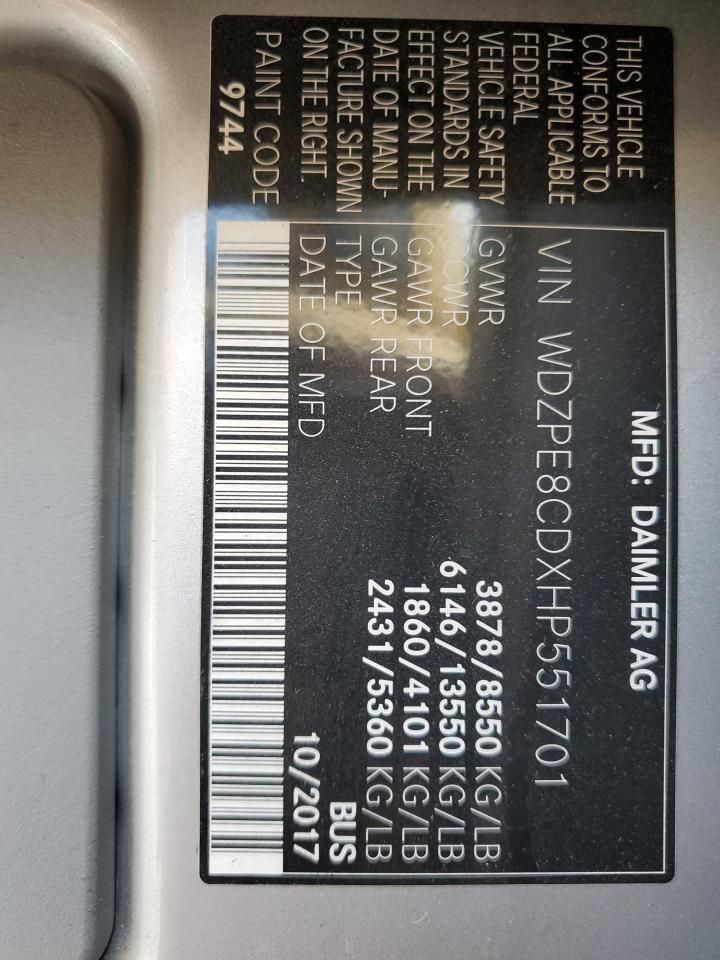 MFD: DAIMLER AG
THIS VEHICLE
CONFORMS TO
ALL APPLICABLE
FEDERAL
VEHICLE SAFETY
STANDARDS IN
EFFECT ON THE
DATE OF MANU-
FACTURE SHOWN
ON THE RIGHT.
PAINT CODE
9744
VIN WDZPE8CDXHP551701
GVWR 3878/8550 KG/LB
GCWR 6146/13550 KG/LB
GAWR FRONT 1860/4101 KG/LB
GAWR REAR 2431/5360 KG/LB
TYPE BUS
DATE OF MFD 10/2017